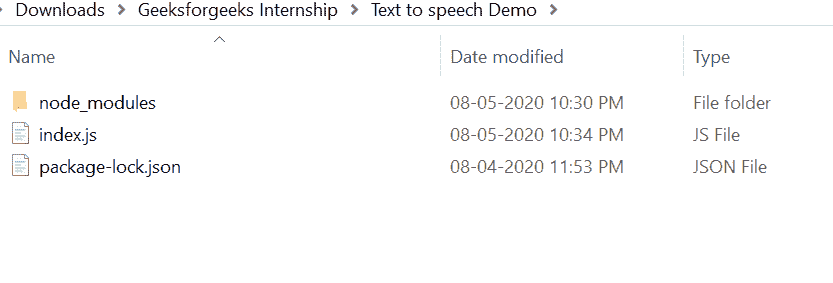 Downloads > Geeksforgeeks Internship > Text to speech Demo >
Name Date modified Type
node_modules 08-05-2020 10:30 PM File folder
index.js 08-05-2020 10:34 PM JS File
package-lock.json 08-04-2020 11:53 PM JSON File